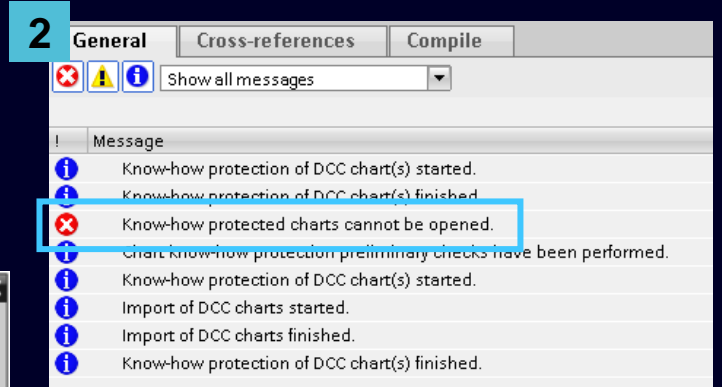 2
General Cross-references Compile
Show all messages
! Message
Know-how protection of DCC chart(s) started.
Know-how protection of DCC chart(s) finished.
Know-how protected charts cannot be opened.
Chart know-how protection preliminary checks have been performed.
Know-how protection of DCC chart(s) started.
Import of DCC charts started.
Import of DCC charts finished.
Know-how protection of DCC chart(s) finished.